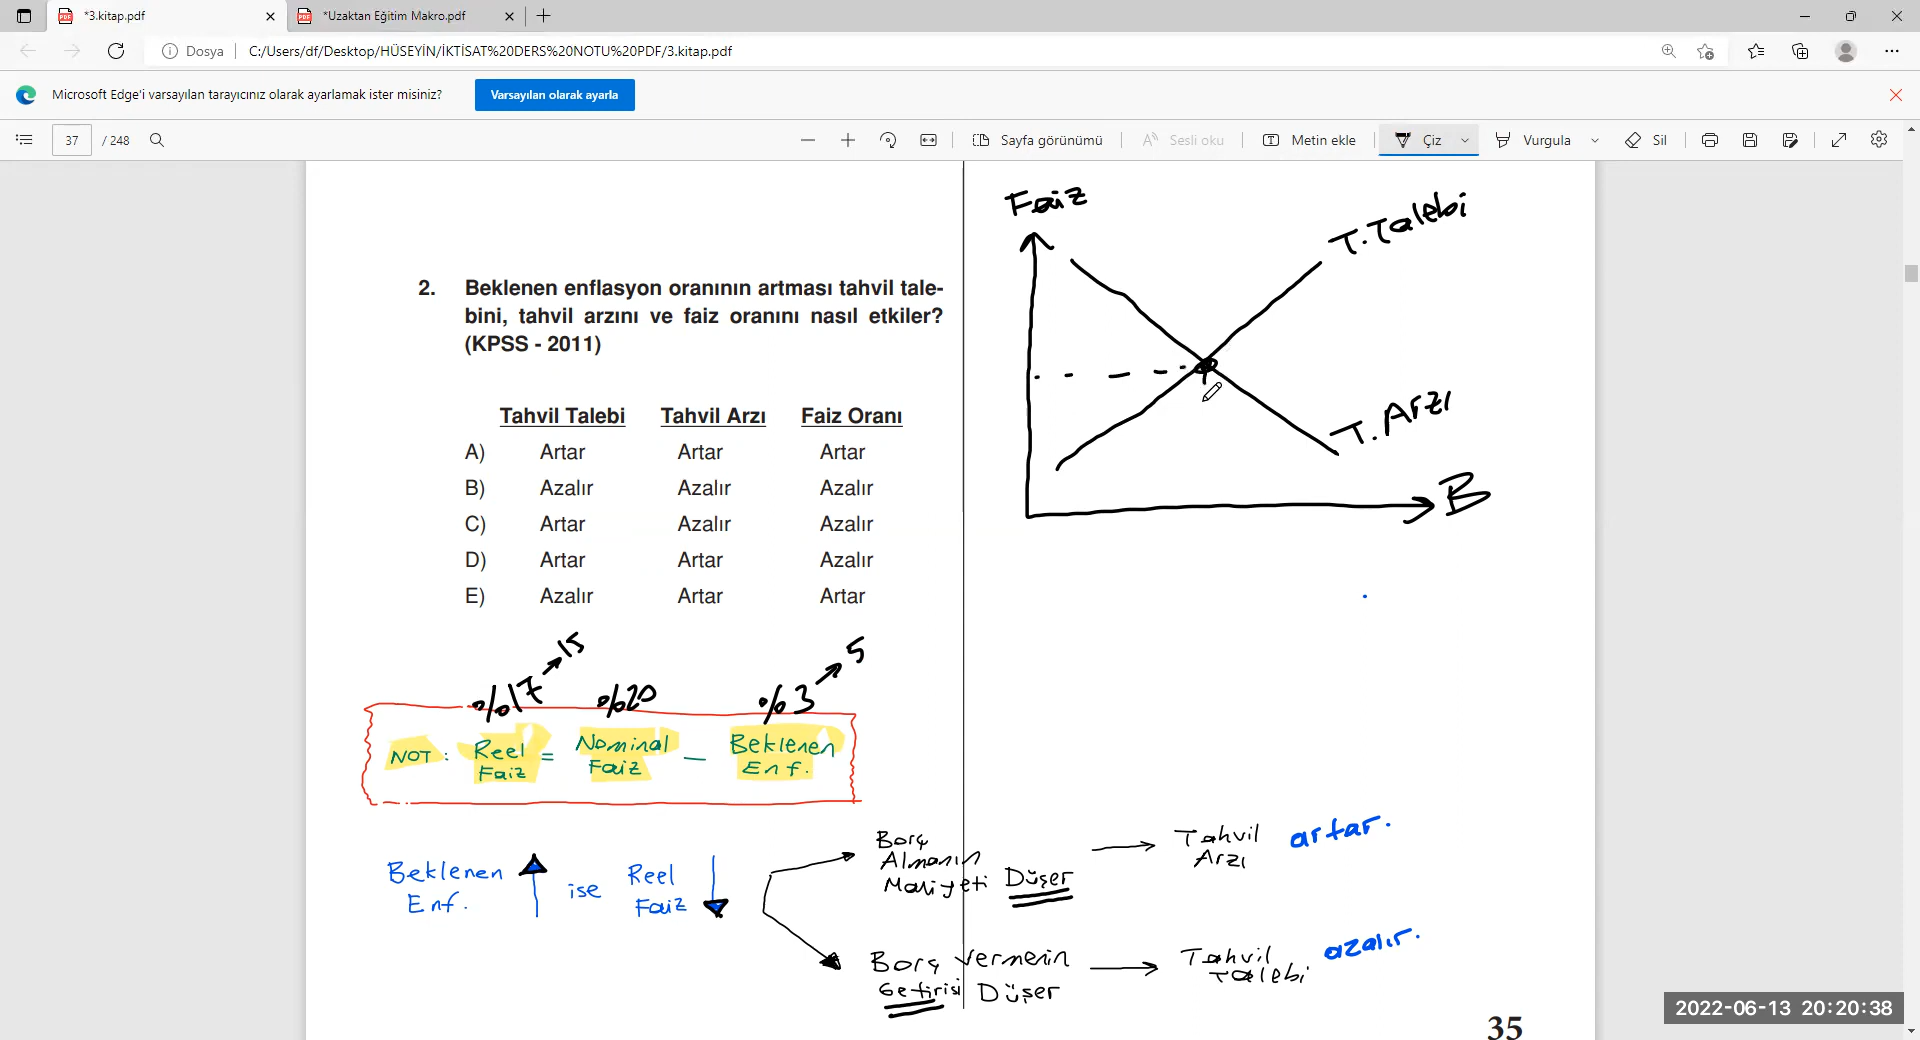 *3.kitap.pdf
*Uzaktan Eğitim Makro.pdf
Dosya
C:/Users/df/Desktop/HÜSEYİN/İKTİSAT%20DERS%20NOTU%20PDF/3.kitap.pdf
Microsoft Edge'i varsayılan tarayıcınız olarak ayarlamak ister misiniz?
Varsayılan olarak ayarla
37 / 248
Sayfa görünümü
Sesli oku
Metin ekle
Çiz
Vurgula
Sil
2. Beklenen enflasyon oranının artması tahvil tale-
bini, tahvil arzını ve faiz oranını nasıl etkiler?
(KPSS - 2011)
Tahvil Talebi Tahvil Arzı Faiz Oranı
A) Artar Artar Artar
B) Azalır Azalır Azalır
C) Artar Azalır Azalır
D) Artar Artar Azalır
E) Azalır Artar Artar
15
5
%17 %20 %3
NOT: Reel Faiz = Nominal Faiz - Beklenen Enf.
Beklenen Enf. ise Reel Faiz
Borç
Almanın
Maliyeti Düşer
Tahvil
Arzı
artar.
Borç Vermenin
Getirisi Düşer
Tahvil
Talebi
azalır.
Faiz
T.Talebi
T. Arzı
B
35
2022-06-13 20:20:38